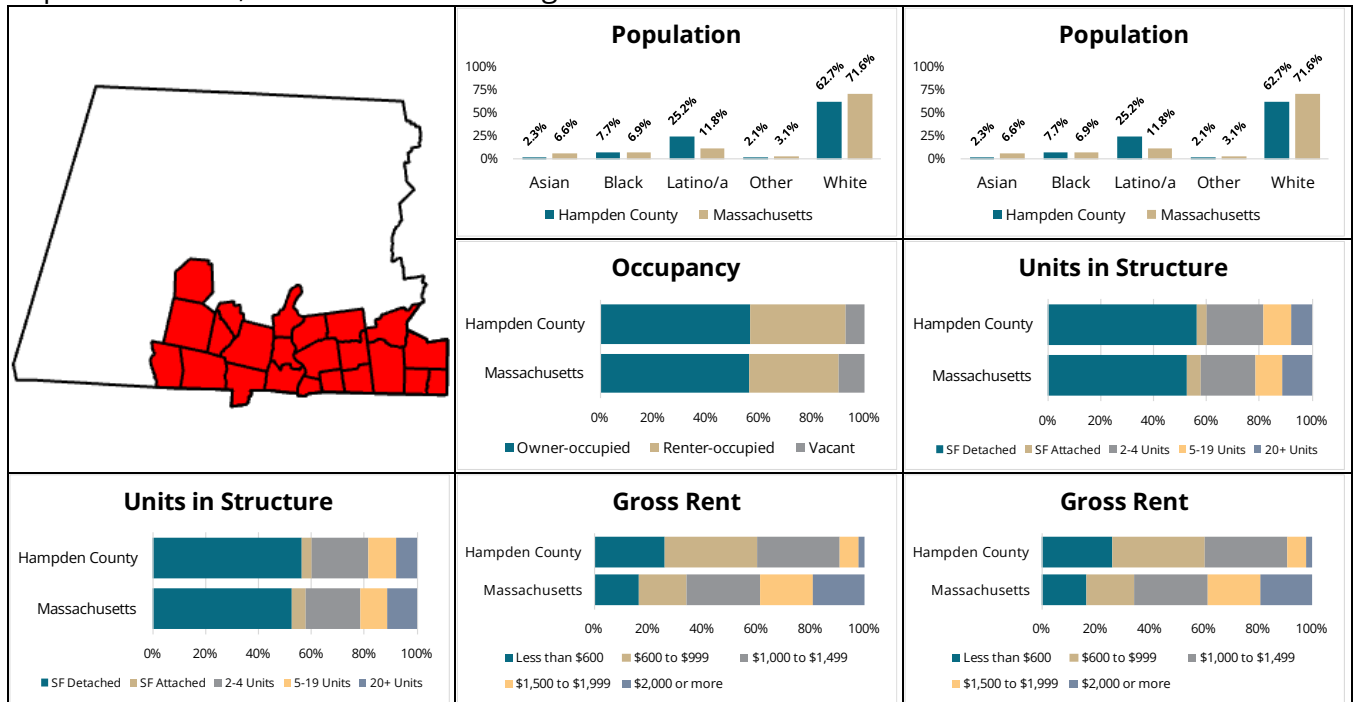 Population
100%
75%
50%
25%
0%
2.3%
6.6%
7.7%
6.9%
25.2%
11.8%
2.1%
3.1%
62.7%
71.6%
Asian Black Latino/a Other White
Hampden County Massachusetts
Population
100%
75%
50%
25%
0%
2.3%
6.6%
7.7%
6.9%
25.2%
11.8%
2.1%
3.1%
62.7%
71.6%
Asian Black Latino/a Other White
Hampden County Massachusetts
Occupancy
Hampden County
Massachusetts
0% 20% 40% 60% 80% 100%
Owner-occupied Renter-occupied Vacant
Units in Structure
Hampden County
Massachusetts
0% 20% 40% 60% 80% 100%
SF Detached SF Attached 2-4 Units 5-19 Units 20+ Units
Units in Structure
Hampden County
Massachusetts
0% 20% 40% 60% 80% 100%
SF Detached SF Attached 2-4 Units 5-19 Units 20+ Units
Gross Rent
Hampden County
Massachusetts
0% 20% 40% 60% 80% 100%
Less than $600 $600 to $999 $1,000 to $1,499
$1,500 to $1,999 $2,000 or more
Gross Rent
Hampden County
Massachusetts
0% 20% 40% 60% 80% 100%
Less than $600 $600 to $999 $1,000 to $1,499
$1,500 to $1,999 $2,000 or more